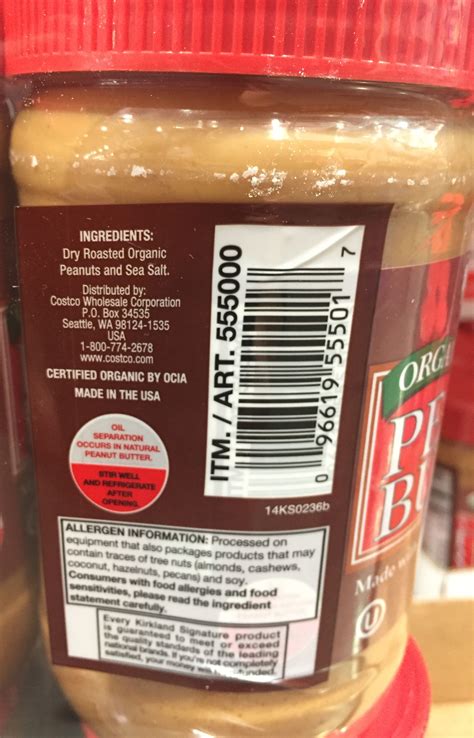 INGREDIENTS:
Dry Roasted Organic
Peanuts and Sea Salt.
Distributed by:
Costco Wholesale Corporation
P.O. Box 34535
Seattle, WA 98124-1535
USA
1-800-774-2678
www.costco.com
CERTIFIED ORGANIC BY OCIA
MADE IN THE USA
OIL
SEPARATION
OCCURS IN NATURAL
PEANUT BUTTER.
STIR WELL
AND REFRIGERATE
AFTER
OPENING.
ITM. / ART. 555000
0 96619 55501 7
14KS0236b
ALLERGEN INFORMATION: Processed on
equipment that also packages products that may
contain traces of tree nuts (almonds, cashews,
coconut, hazelnuts, pecans) and soy.
Consumers with food allergies and food
sensitivities, please read the ingredient
statement carefully.
Every Kirkland Signature product
is guaranteed to meet or exceed
the quality standards of the leading
national brands. If you're not completely
satisfied, your money will
ORGA
PE
BU
Made w
U